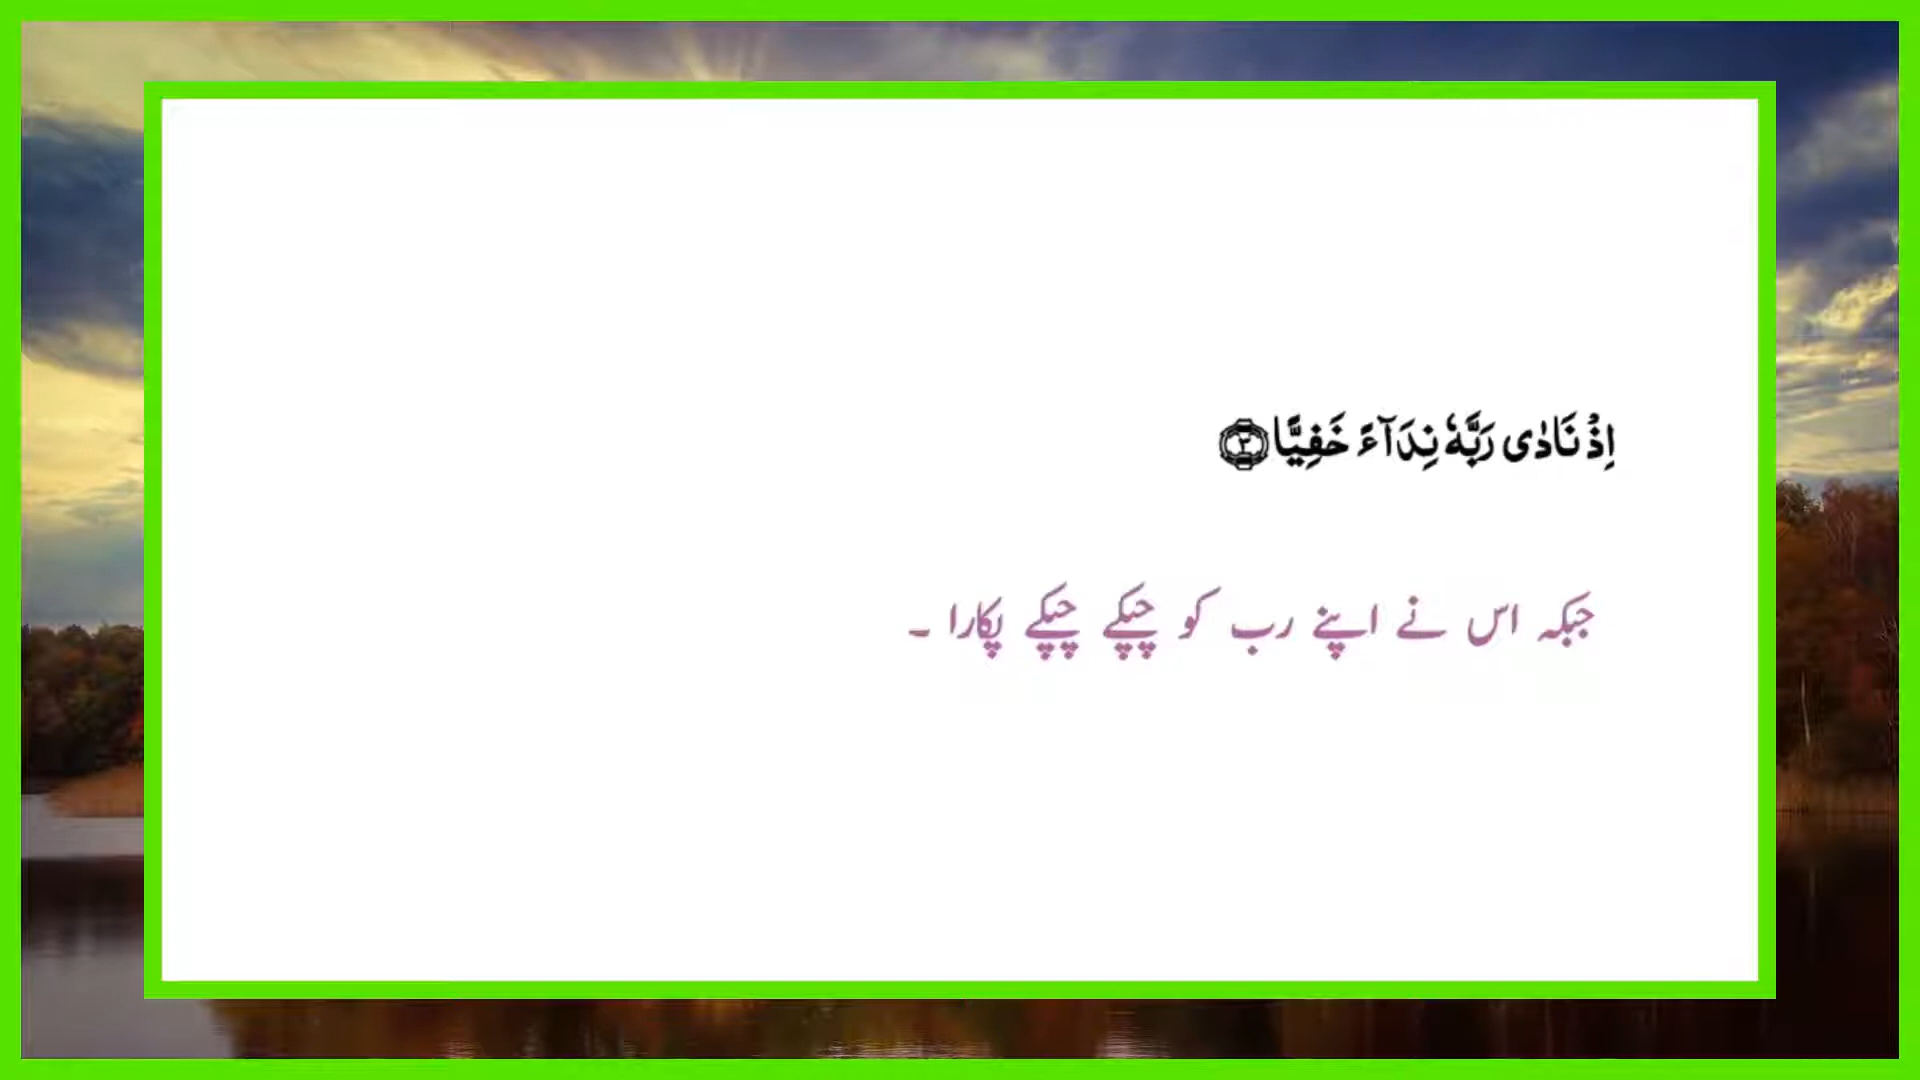 اِذۡ نَادٰى رَبَّهٗ نِدَآءً خَفِيًّا ۝۳
جبکہ اس نے اپنے رب کو چپکے چپکے پکارا ۔